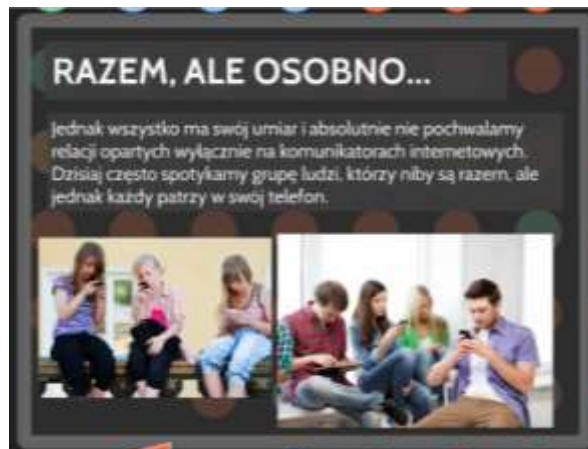 RAZEM, ALE OSOBNO...
Jednak wszystko ma swój umiar i absolutnie nie pochwalamy
relacji opartych wyłącznie na komunikatorach internetowych.
Dzisiaj często spotykamy grupę ludzi, którzy niby są razem, ale
jednak każdy patrzy w swój telefon.